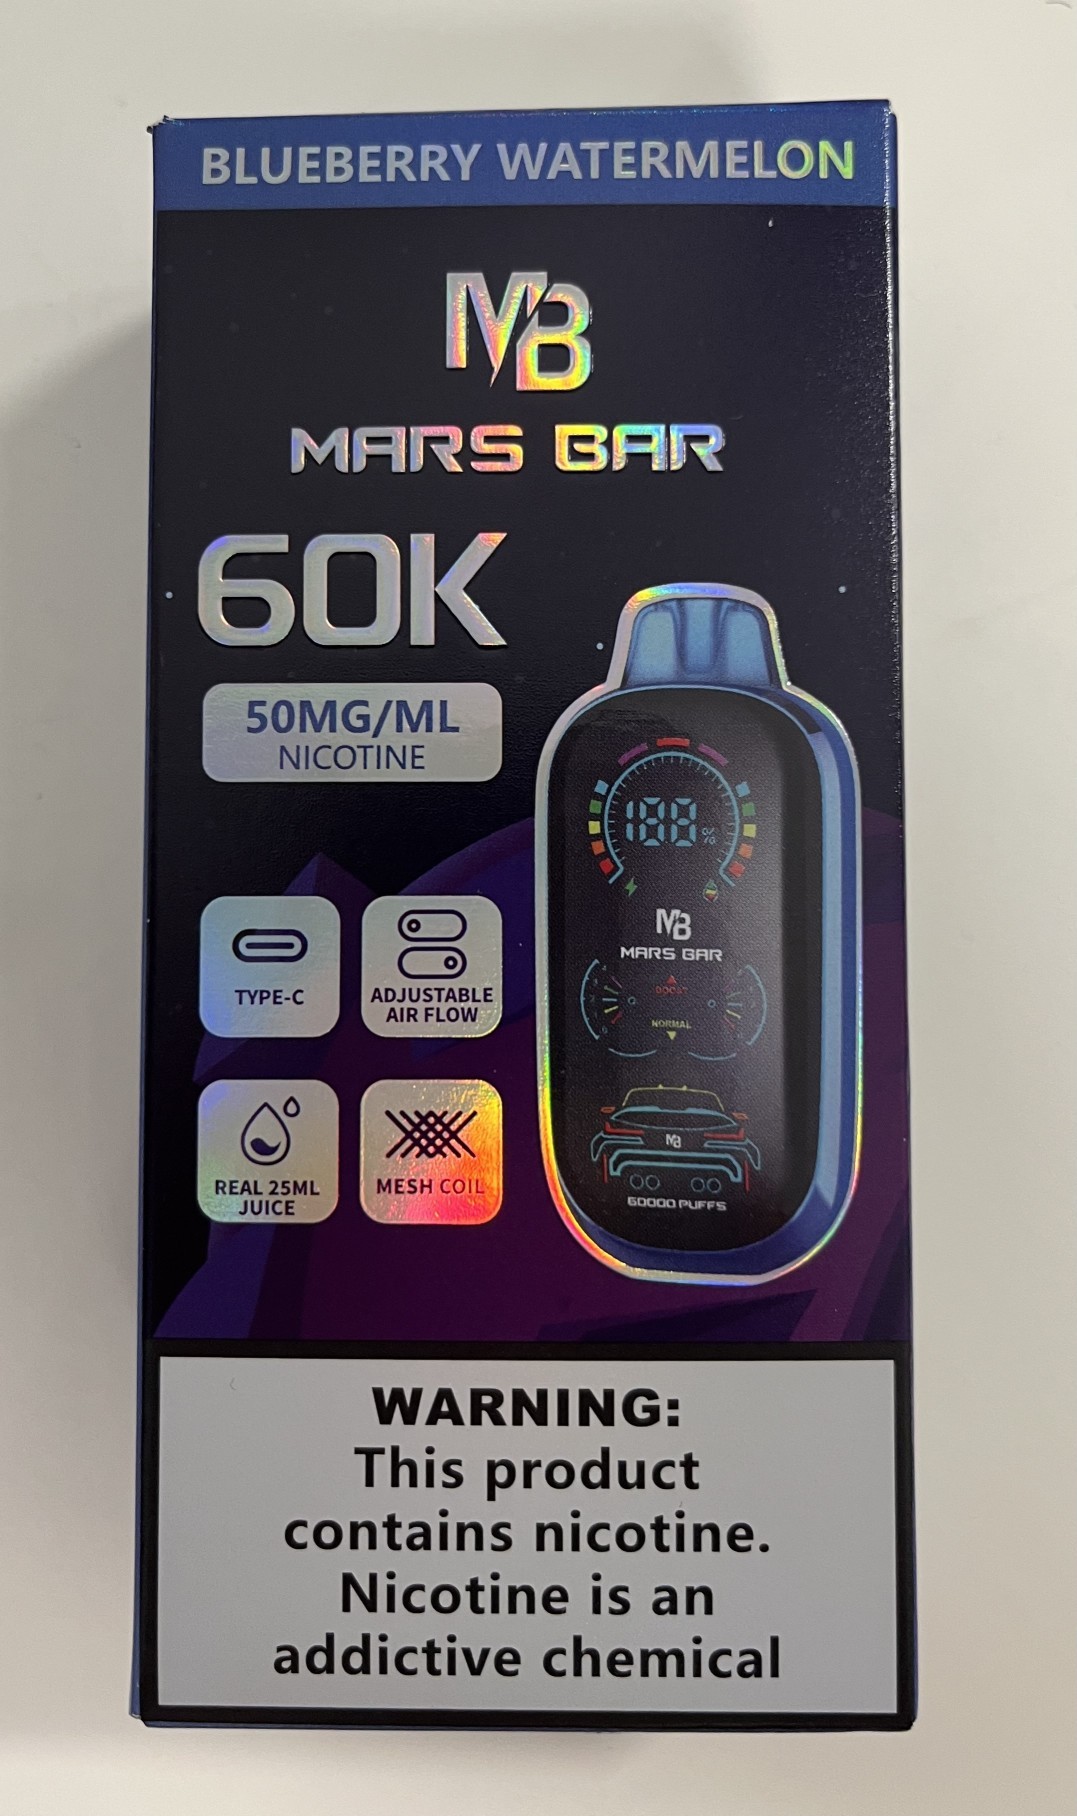 BLUEBERRY WATERMELON
MB
MARS BAR
60K
50MG/ML
NICOTINE
TYPE-C
ADJUSTABLE
AIR FLOW
REAL 25ML
JUICE
MESH COIL
188%
MB
MARS BAR
BOOST
NORMAL
MB
60000 PUFFS
WARNING:
This product
contains nicotine.
Nicotine is an
addictive chemical